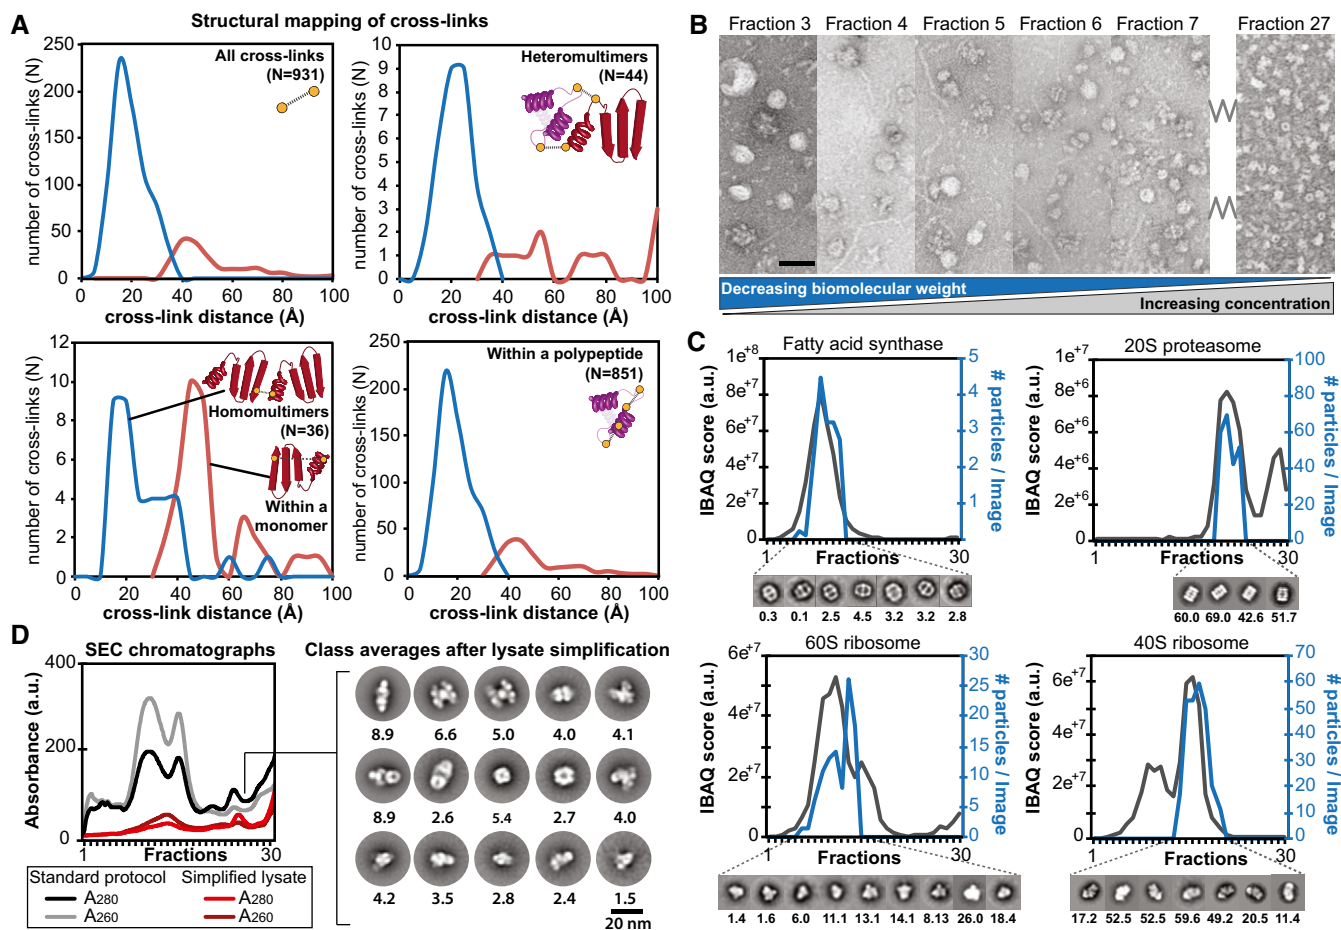 A
Structural mapping of cross-links
number of cross-links (N)
250
200
150
100
50
0
All cross-links
(N=931)
0 20 40 60 80 100
cross-link distance (Å)
number of cross-links (N)
10
9
8
7
6
5
4
3
2
1
0
Heteromultimers
(N=44)
0 20 40 60 80 100
cross-link distance (Å)
number of cross-links (N)
12
10
8
6
4
2
0
Homomultimers
(N=36)
Within a
monomer
0 20 40 60 80 100
cross-link distance (Å)
number of cross-links (N)
250
200
150
100
50
0
Within a polypeptide
(N=851)
0 20 40 60 80 100
cross-link distance (Å)
B
Fraction 3 Fraction 4 Fraction 5 Fraction 6 Fraction 7 Fraction 27
Decreasing biomolecular weight
Increasing concentration
C
Fatty acid synthase
IBAQ score (a.u.)
1e+8
8e+7
6e+7
4e+7
2e+7
0
5
4
3
2
1
# particles / Image
1 Fractions 30
0.3 0.1 2.5 4.5 3.2 3.2 2.8
20S proteasome
IBAQ score (a.u.)
1e+7
8e+6
6e+6
4e+6
2e+6
0
100
80
60
40
20
0
# particles / Image
1 Fractions 30
60.0 69.0 42.6 51.7
60S ribosome
IBAQ score (a.u.)
6e+7
4e+7
2e+7
0
30
25
20
15
10
5
0
# particles / Image
1 Fractions 30
1.4 1.6 6.0 11.1 13.1 14.1 8.13 26.0 18.4
40S ribosome
IBAQ score (a.u.)
6e+7
4e+7
2e+7
0
70
60
50
40
30
20
10
0
# particles / Image
1 Fractions 30
17.2 52.5 52.5 59.6 49.2 20.5 11.4
D
SEC chromatographs
Absorbance (a.u.)
400
200
0
1 Fractions 30
Standard protocol Simplified lysate
A280 A280
A260 A260
Class averages after lysate simplification
8.9 6.6 5.0 4.0 4.1
8.9 2.6 5.4 2.7 4.0
4.2 3.5 2.8 2.4 1.5
20 nm